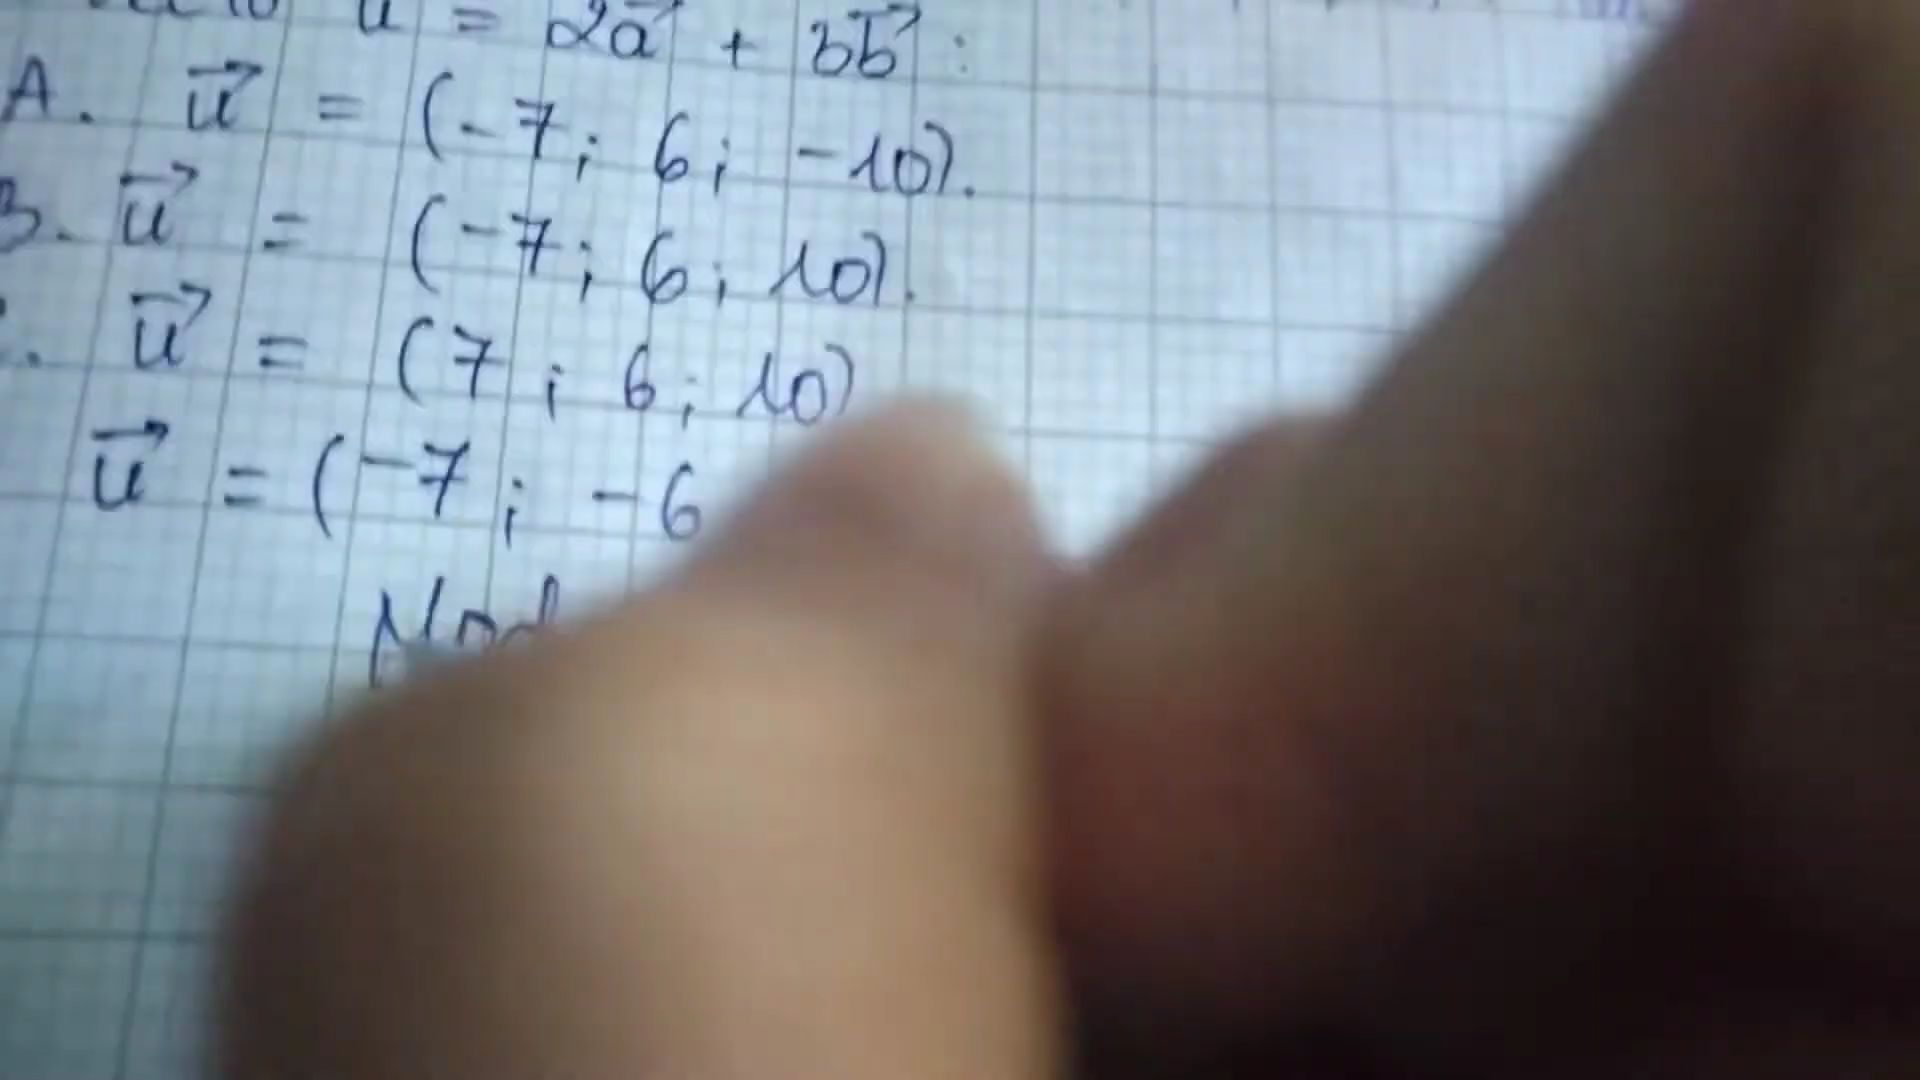 u = 2a⃗ + 3b⃗ :
A. u⃗ = (-7; 6; -10).
B. u⃗ = (-7; 6; 10).
. u⃗ = (7; 6; 10)
u⃗ = (-7; -6